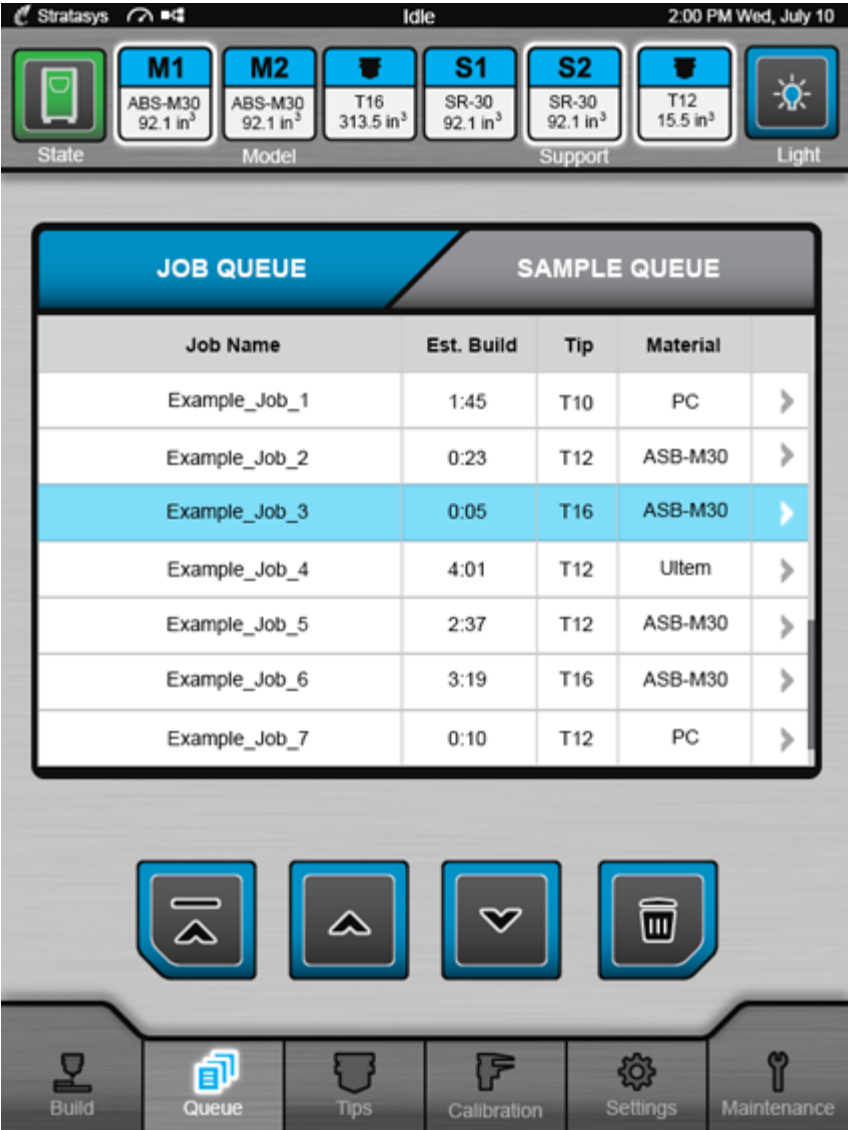 Stratasys Idle 2:00 PM Wed, July 10
M1 M2 S1 S2
ABS-M30 ABS-M30 T16 SR-30 SR-30 T12
92.1 in³ 92.1 in³ 313.5 in³ 92.1 in³ 92.1 in³ 15.5 in³
State Model Support Light
JOB QUEUE SAMPLE QUEUE
Job Name Est. Build Tip Material
Example_Job_1 1:45 T10 PC
Example_Job_2 0:23 T12 ASB-M30
Example_Job_3 0:05 T16 ASB-M30
Example_Job_4 4:01 T12 Ultem
Example_Job_5 2:37 T12 ASB-M30
Example_Job_6 3:19 T16 ASB-M30
Example_Job_7 0:10 T12 PC
Build Queue Tips Calibration Settings Maintenance